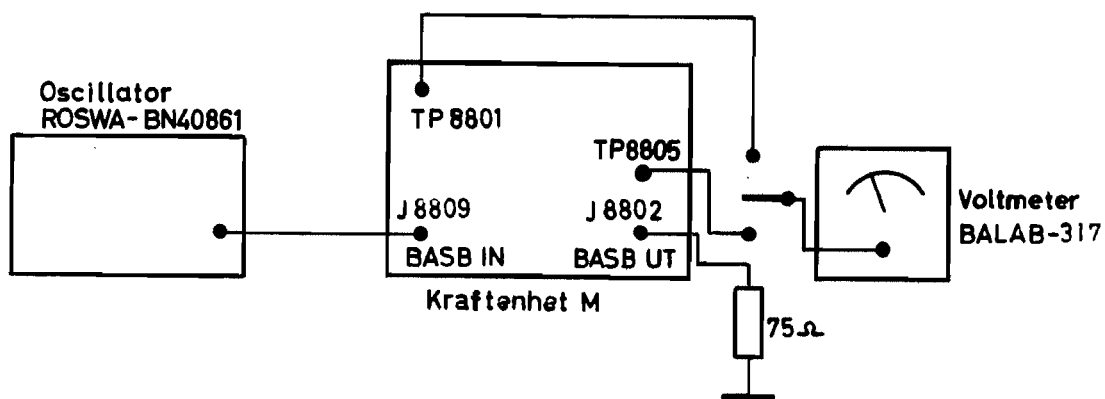 Oscillator
ROSWA-BN40861
TP 8801
TP8805
J 8809
J 8802
BASB IN
BASB UT
Kraftenhet M
Voltmeter
BALAB-317
75Ω